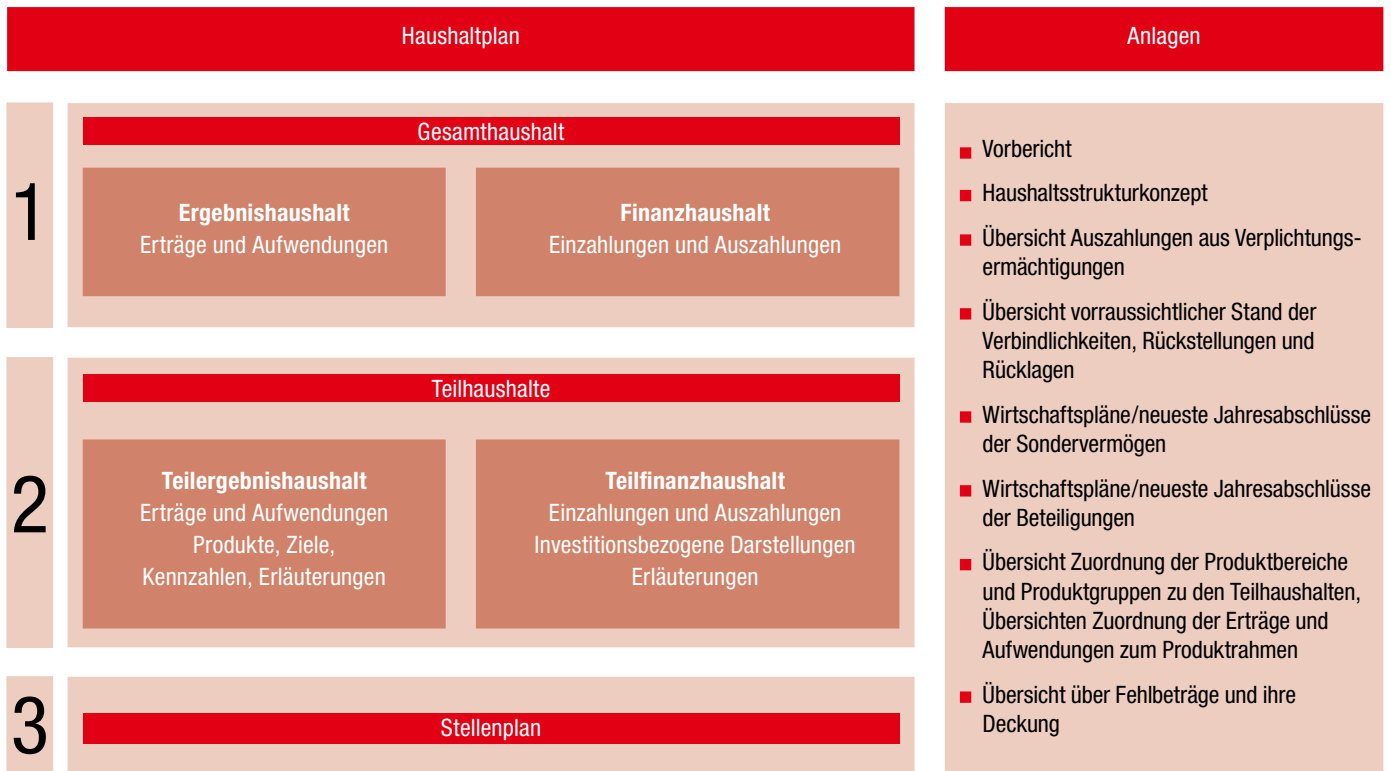 Haushaltplan
1
Gesamthaushalt
Ergebnishaushalt
Erträge und Aufwendungen
Finanzhaushalt
Einzahlungen und Auszahlungen
2
Teilhaushalte
Teilergebnishaushalt
Erträge und Aufwendungen
Produkte, Ziele,
Kennzahlen, Erläuterungen
Teilfinanzhaushalt
Einzahlungen und Auszahlungen
Investitionsbezogene Darstellungen
Erläuterungen
3
Stellenplan
Anlagen
Vorbericht
Haushaltsstrukturkonzept
Übersicht Auszahlungen aus Verplichtungs-
ermächtigungen
Übersicht vorraussichtlicher Stand der
Verbindlichkeiten, Rückstellungen und
Rücklagen
Wirtschaftspläne/neueste Jahresabschlüsse
der Sondervermögen
Wirtschaftspläne/neueste Jahresabschlüsse
der Beteiligungen
Übersicht Zuordnung der Produktbereiche
und Produktgruppen zu den Teilhaushalten,
Übersichten Zuordnung der Erträge und
Aufwendungen zum Produktrahmen
Übersicht über Fehlbeträge und ihre
Deckung